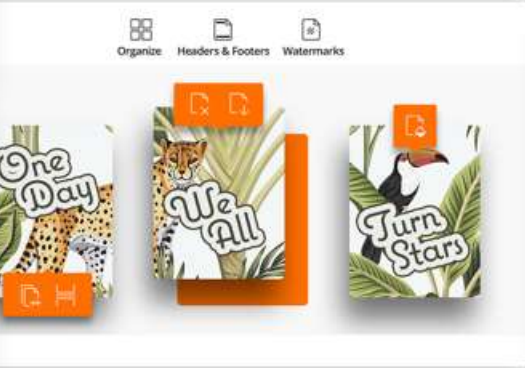 Organize Headers & Footers Watermarks
One
Day
We
All
Turn
Stars